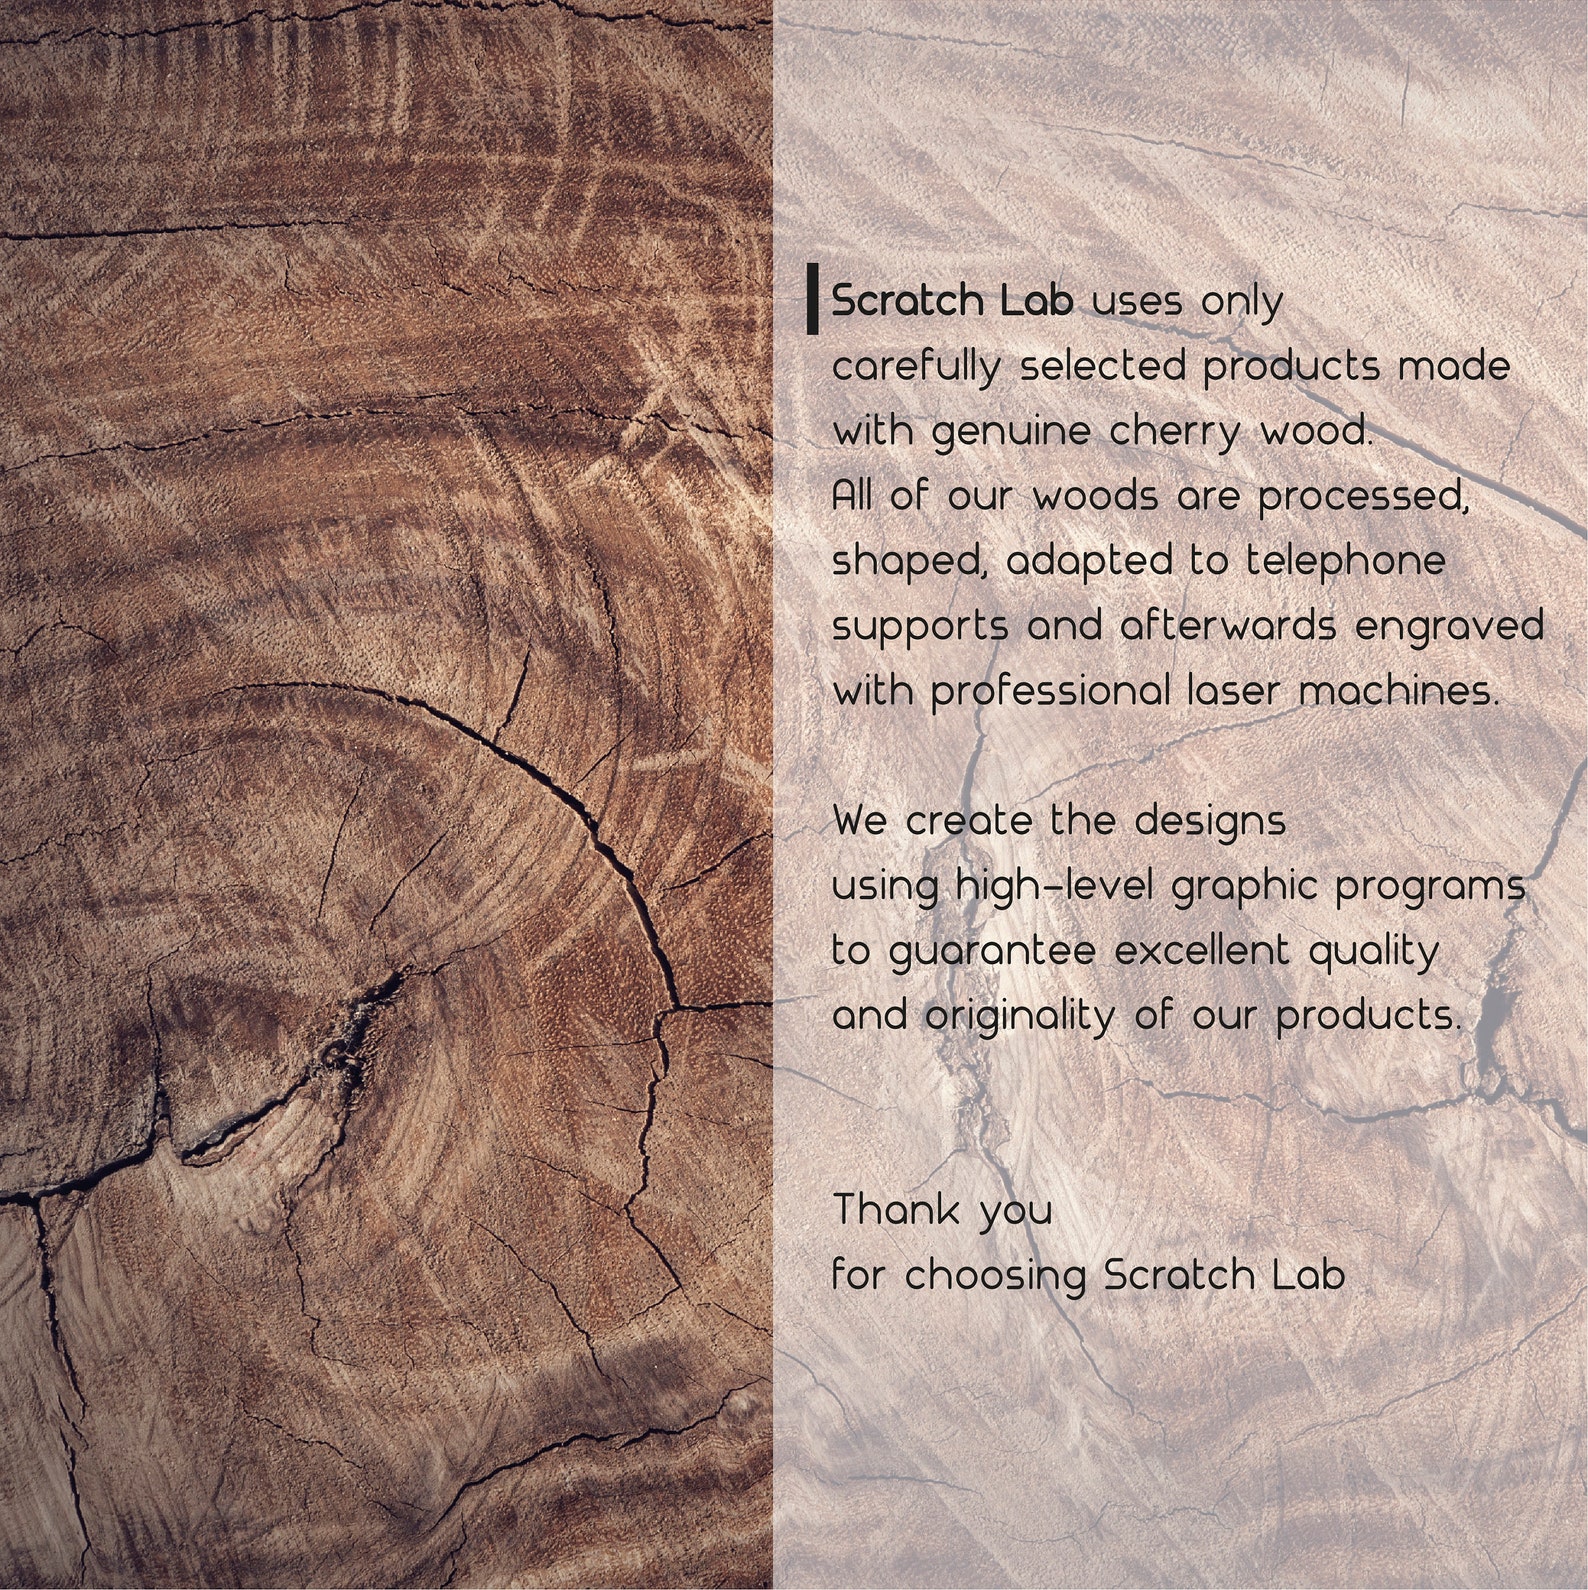 Scratch Lab uses only
carefully selected products made
with genuine cherry wood.
All of our woods are processed,
shaped, adapted to telephone
supports and afterwards engraved
with professional laser machines.
We create the designs
using high-level graphic programs
to guarantee excellent quality
and originality of our products.
Thank you
for choosing Scratch Lab